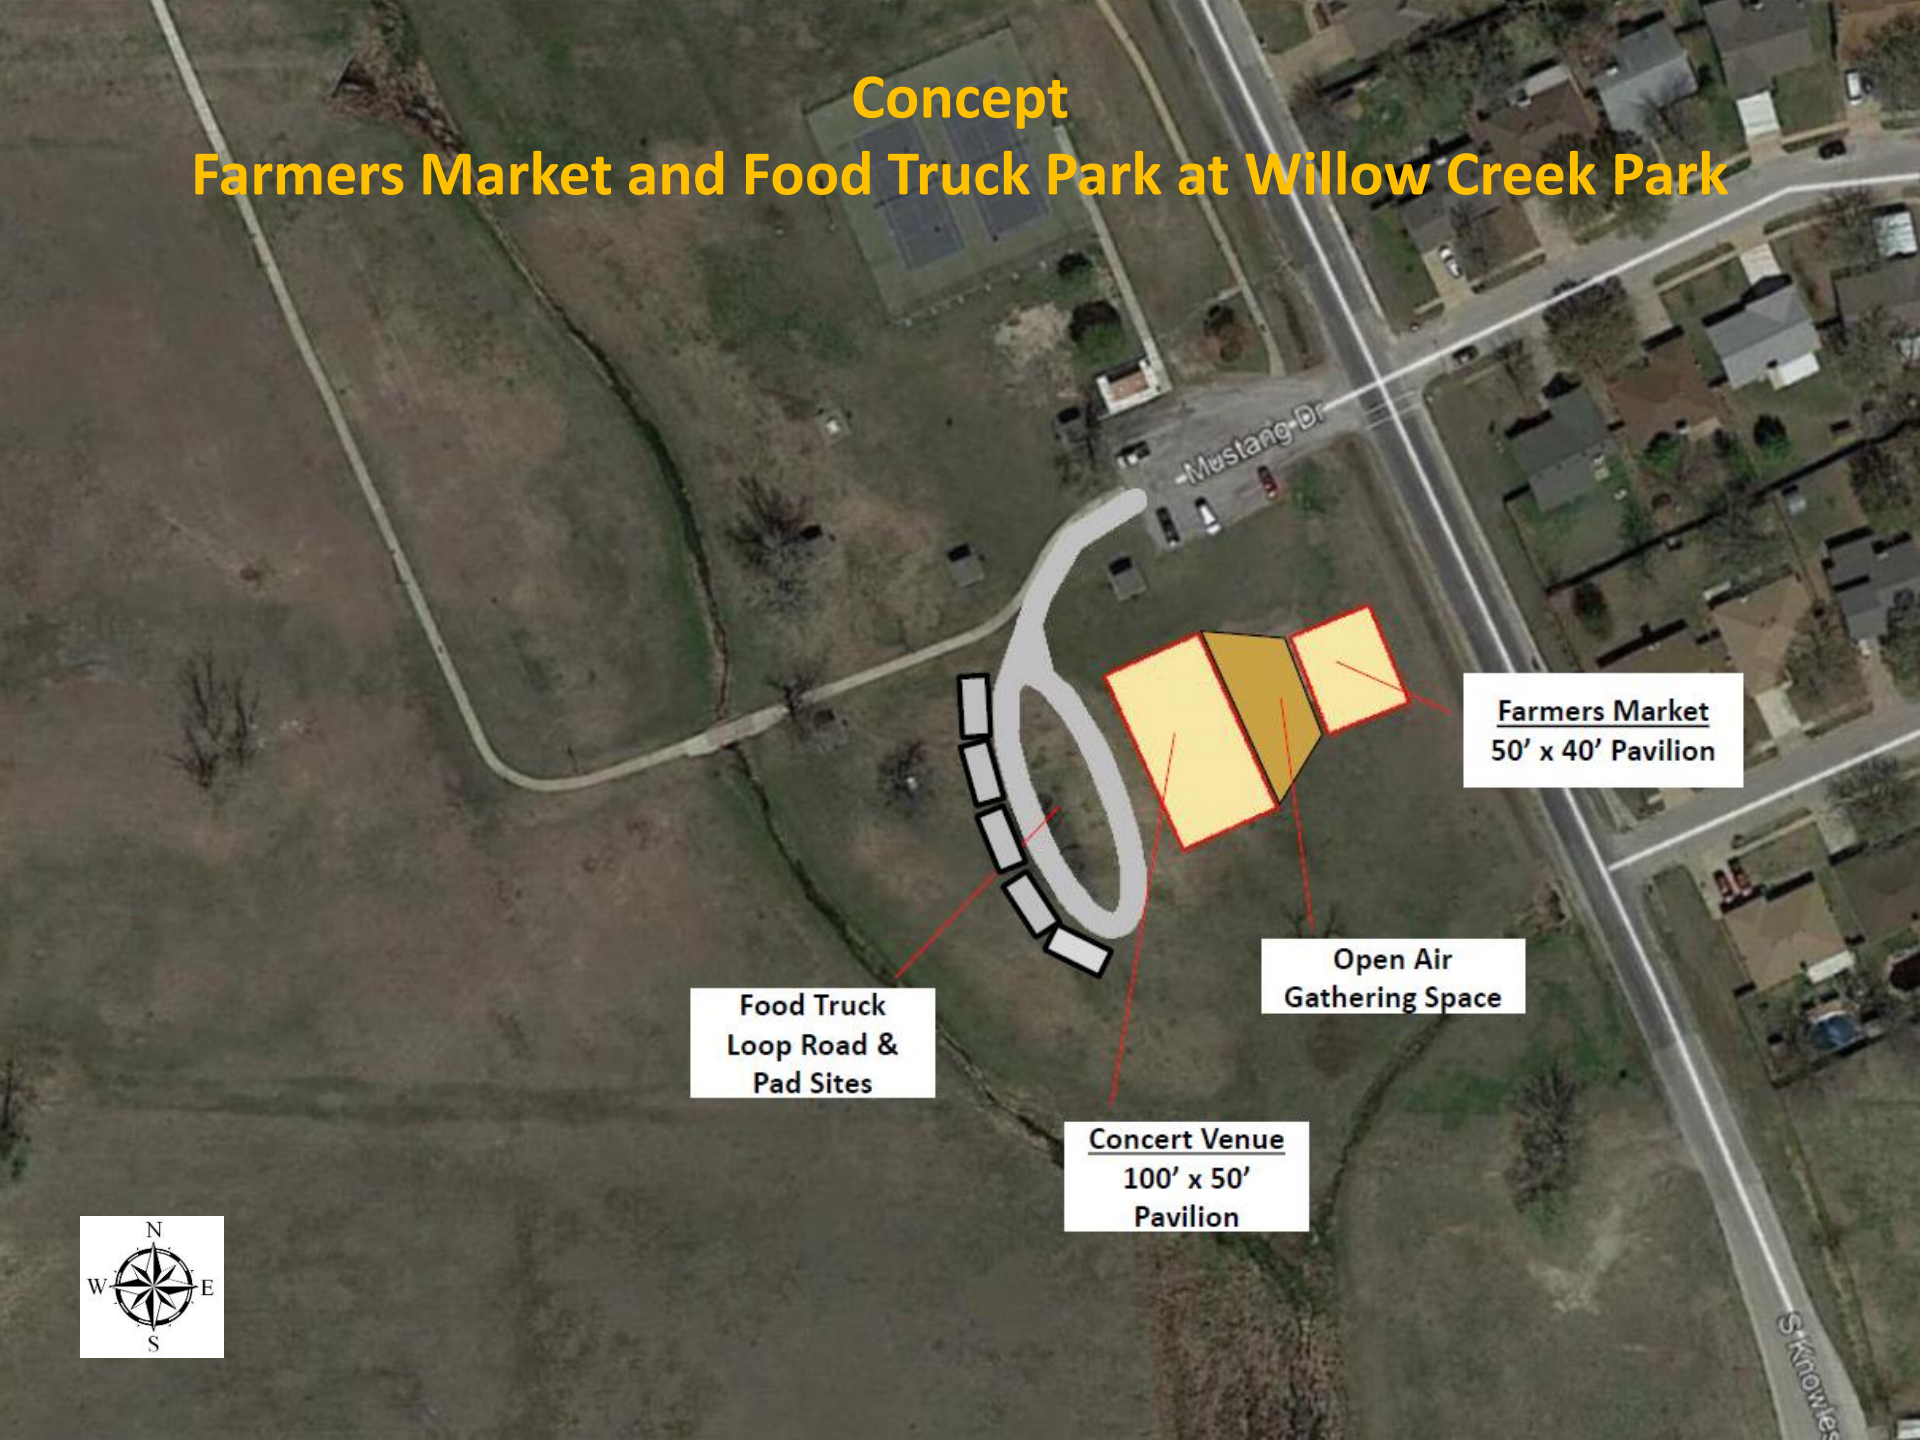 Concept
Farmers Market and Food Truck Park at Willow Creek Park
Mustang Dr
Farmers Market
50’ x 40’ Pavilion
Open Air
Gathering Space
Food Truck
Loop Road &
Pad Sites
Concert Venue
100’ x 50’
Pavilion
N
W E
S
S Knowles